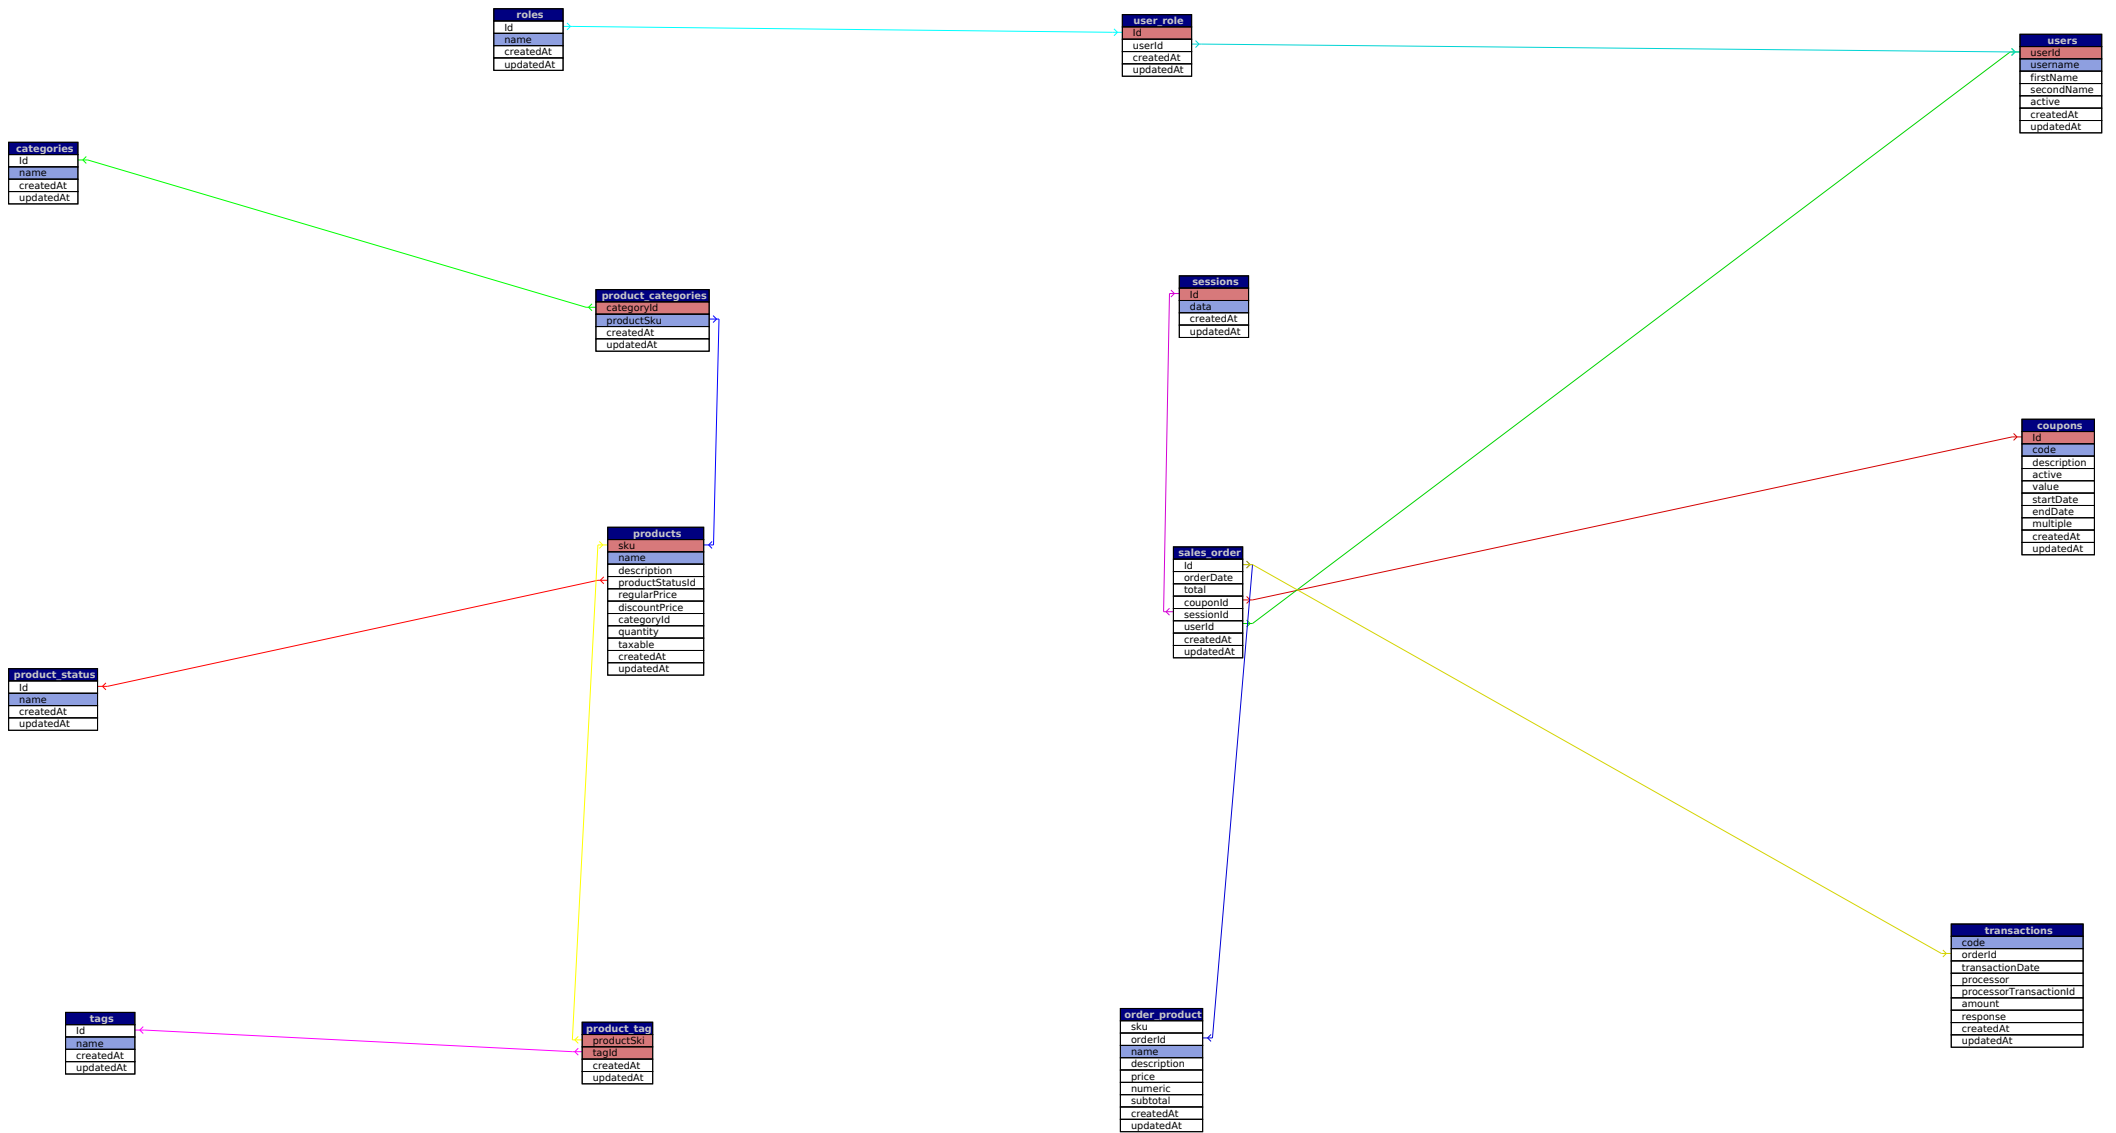 roles
Id
name
createdAt
updatedAt
user_role
Id
userId
createdAt
updatedAt
users
userId
username
firstName
secondName
active
createdAt
updatedAt
categories
Id
name
createdAt
updatedAt
product_categories
categoryId
productSku
createdAt
updatedAt
sessions
Id
data
createdAt
updatedAt
coupons
Id
code
description
active
value
startDate
endDate
multiple
createdAt
updatedAt
products
sku
name
description
productStatusId
regularPrice
discountPrice
categoryId
quantity
taxable
createdAt
updatedAt
sales_order
Id
orderDate
total
couponId
sessionId
userId
createdAt
updatedAt
product_status
Id
name
createdAt
updatedAt
transactions
code
orderId
transactionDate
processor
processorTransactionId
amount
response
createdAt
updatedAt
tags
Id
name
createdAt
updatedAt
product_tag
productSki
tagId
createdAt
updatedAt
order_product
sku
orderId
name
description
price
numeric
subtotal
createdAt
updatedAt